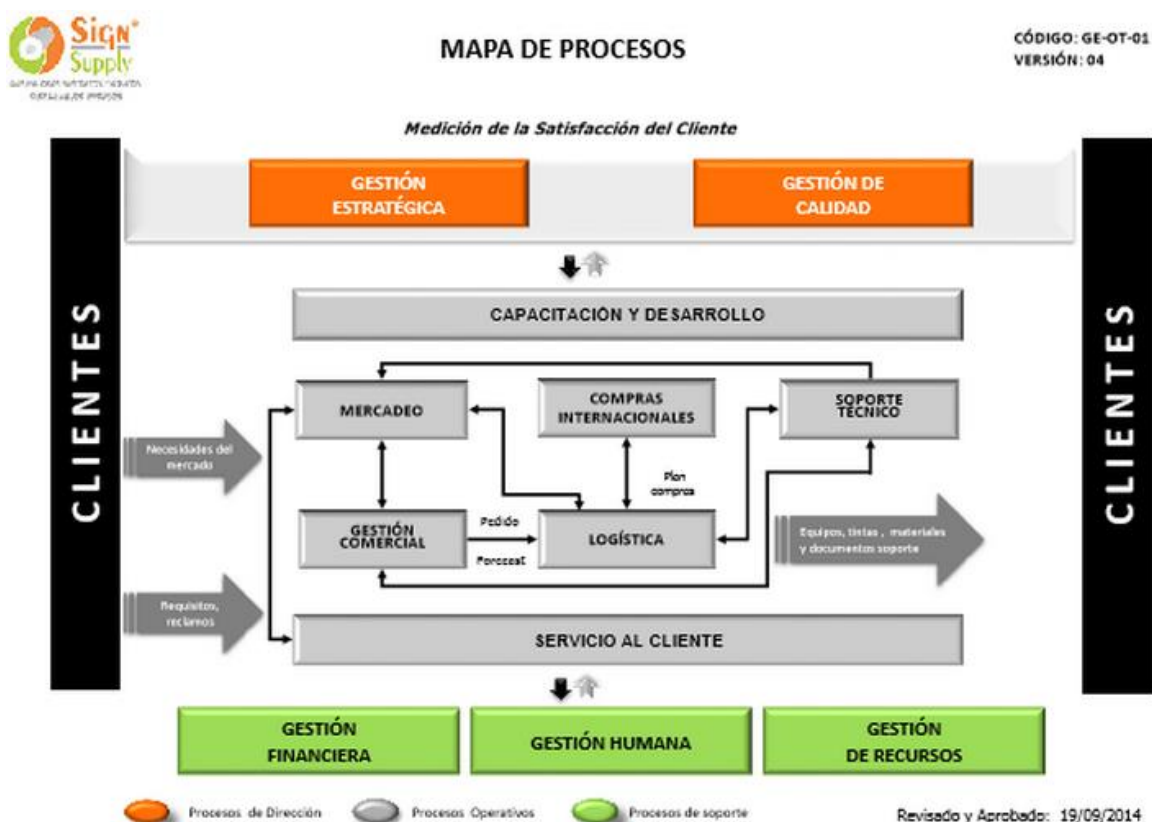 Sign®
Supply
MAPA DE PROCESOS
CÓDIGO: GE-OT-01
VERSIÓN: 04
Medición de la Satisfacción del Cliente
CLIENTES
GESTIÓN
ESTRATÉGICA
GESTIÓN DE
CALIDAD
CLIENTES
CAPACITACIÓN Y DESARROLLO
MERCADEO
COMPRAS
INTERNACIONALES
SOPORTE
TÉCNICO
Necesidades del
mercado
Plan
compras
GESTIÓN
COMERCIAL
Pedido
Forecast
LOGÍSTICA
Equipos, tintas , materiales
y documentos soporte
Requisitos,
reclamos
SERVICIO AL CLIENTE
GESTIÓN
FINANCIERA
GESTIÓN HUMANA
GESTIÓN
DE RECURSOS
Procesos de Dirección
Procesos Operativos
Procesos de soporte
Revisado y Aprobado: 19/09/2014